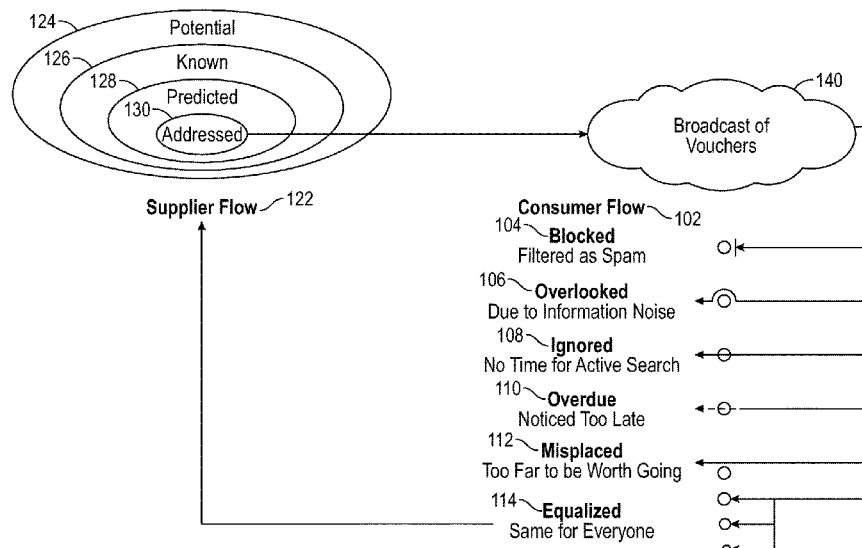 124
Potential
126
Known
128
Predicted
130
Addressed
140
Broadcast of
Vouchers
Supplier Flow 122
Consumer Flow 102
104
Blocked
Filtered as Spam
106
Overlooked
Due to Information Noise
108
Ignored
No Time for Active Search
110
Overdue
Noticed Too Late
112
Misplaced
Too Far to be Worth Going
114
Equalized
Same for Everyone